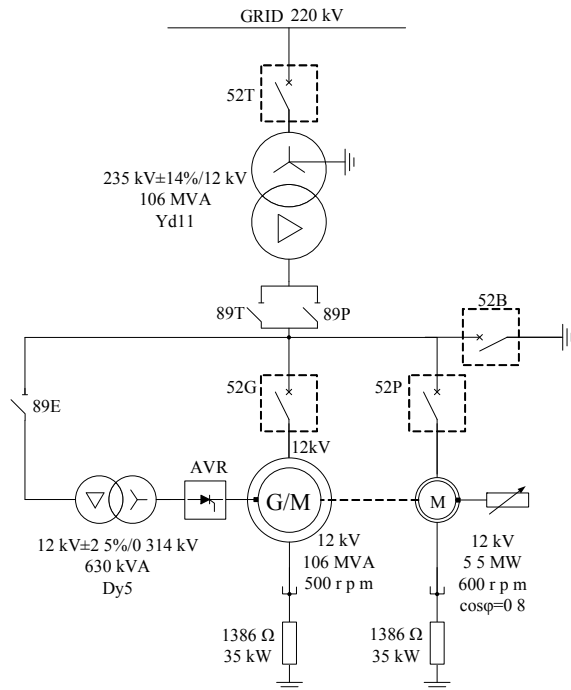 GRID 220 kV
52T
235 kV±14%/12 kV
106 MVA
Yd11
89T
89P
52B
52G
52P
89E
12kV
AVR
G/M
M
12 kV±2 5%/0 314 kV
630 kVA
Dy5
12 kV
106 MVA
500 r p m
12 kV
5 5 MW
600 r p m
cosφ=0 8
1386 Ω
35 kW
1386 Ω
35 kW